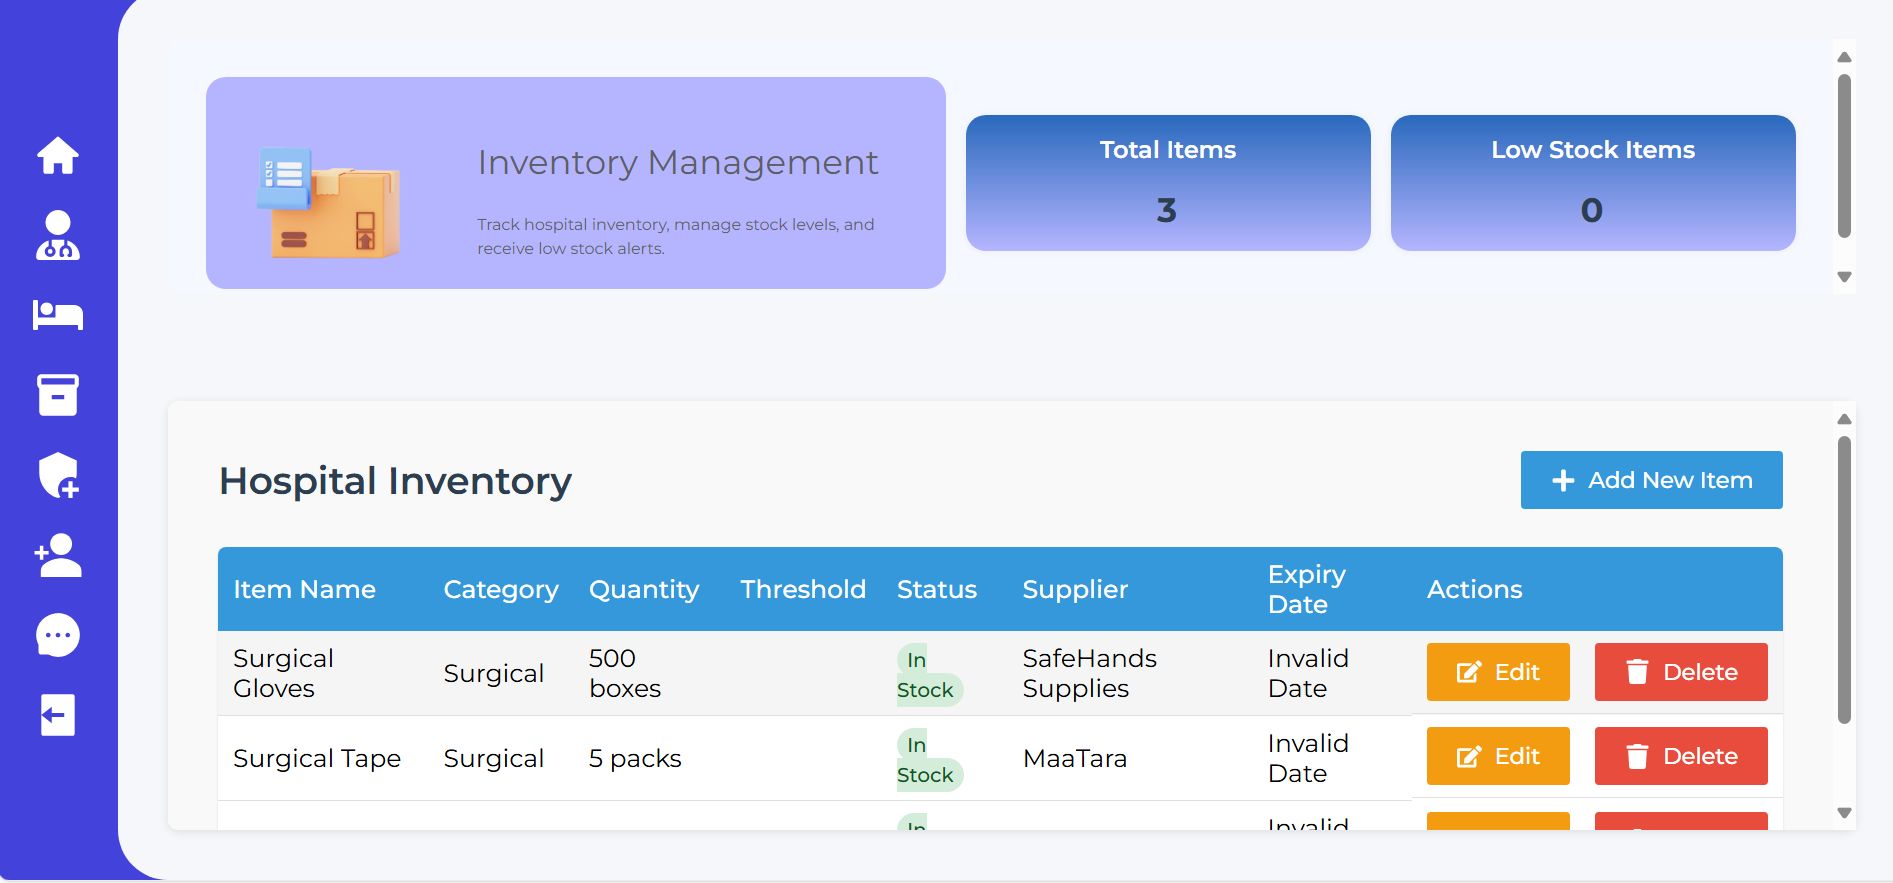 Inventory Management
Track hospital inventory, manage stock levels, and
receive low stock alerts.
Total Items
3
Low Stock Items
0
Hospital Inventory
Add New Item
Item Name Category Quantity Threshold Status Supplier Expiry Date Actions
Surgical Gloves Surgical 500 boxes In Stock SafeHands Supplies Invalid Date Edit Delete
Surgical Tape Surgical 5 packs In Stock MaaTara Invalid Date Edit Delete
In Invalid